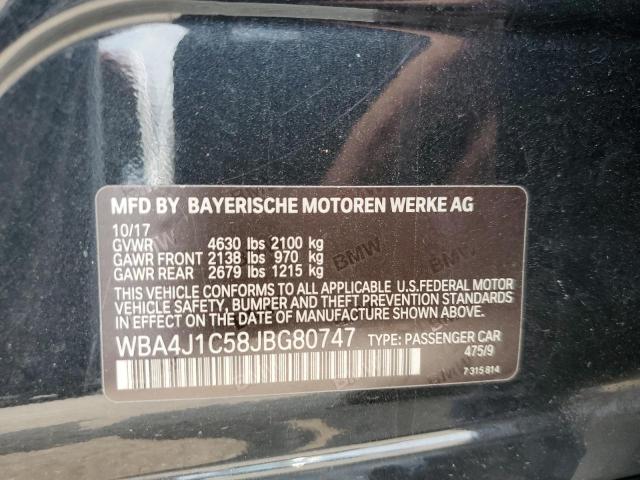 MFD BY BAYERISCHE MOTOREN WERKE AG
10/17
GVWR 4630 lbs 2100 kg
GAWR FRONT 2138 lbs 970 kg
GAWR REAR 2679 lbs 1215 kg
THIS VEHICLE CONFORMS TO ALL APPLICABLE U.S.FEDERAL MOTOR
VEHICLE SAFETY, BUMPER AND THEFT PREVENTION STANDARDS
IN EFFECT ON THE DATE OF MANUFACTURE SHOWN ABOVE.
WBA4J1C58JBG80747 TYPE: PASSENGER CAR
475/9
7 315 814